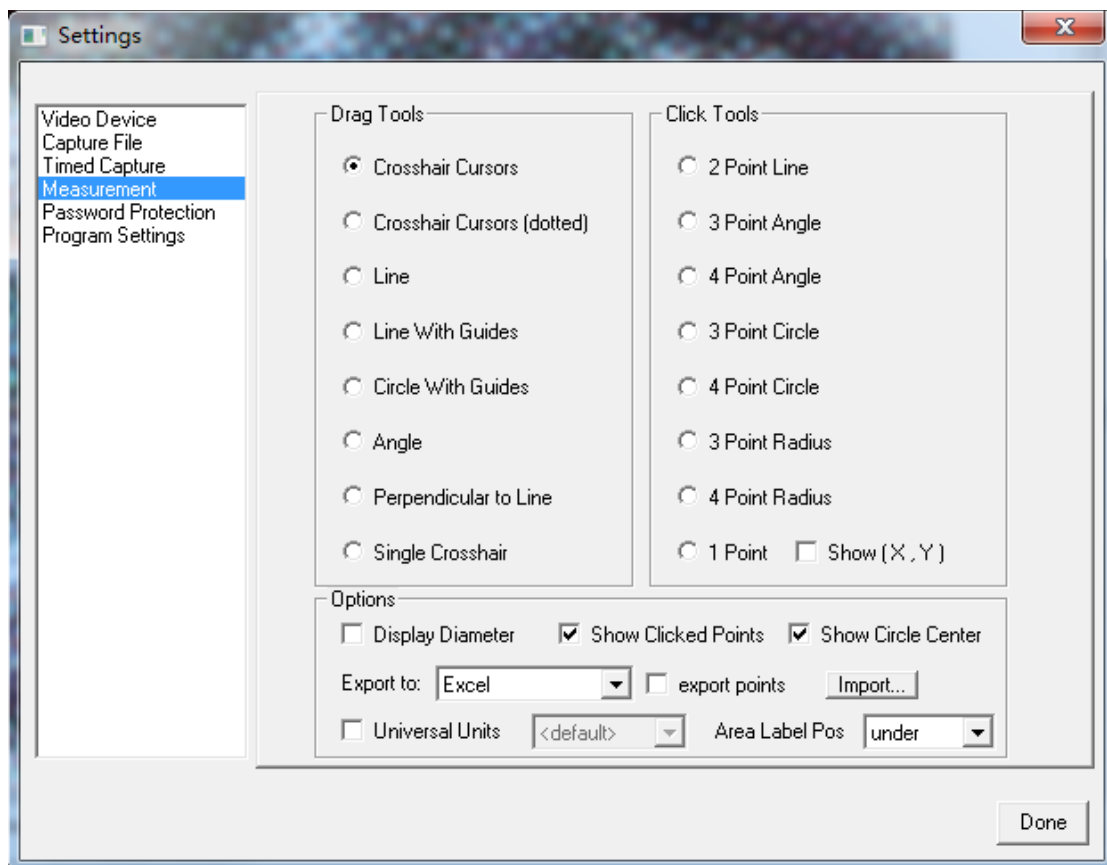 Settings
Video Device
Capture File
Timed Capture
Measurement
Password Protection
Program Settings
Drag Tools
Crosshair Cursors
Crosshair Cursors (dotted)
Line
Line With Guides
Circle With Guides
Angle
Perpendicular to Line
Single Crosshair
Click Tools
2 Point Line
3 Point Angle
4 Point Angle
3 Point Circle
4 Point Circle
3 Point Radius
4 Point Radius
1 Point Show ( X , Y )
Options
Display Diameter Show Clicked Points Show Circle Center
Export to: Excel export points Import...
Universal Units <default> Area Label Pos under
Done